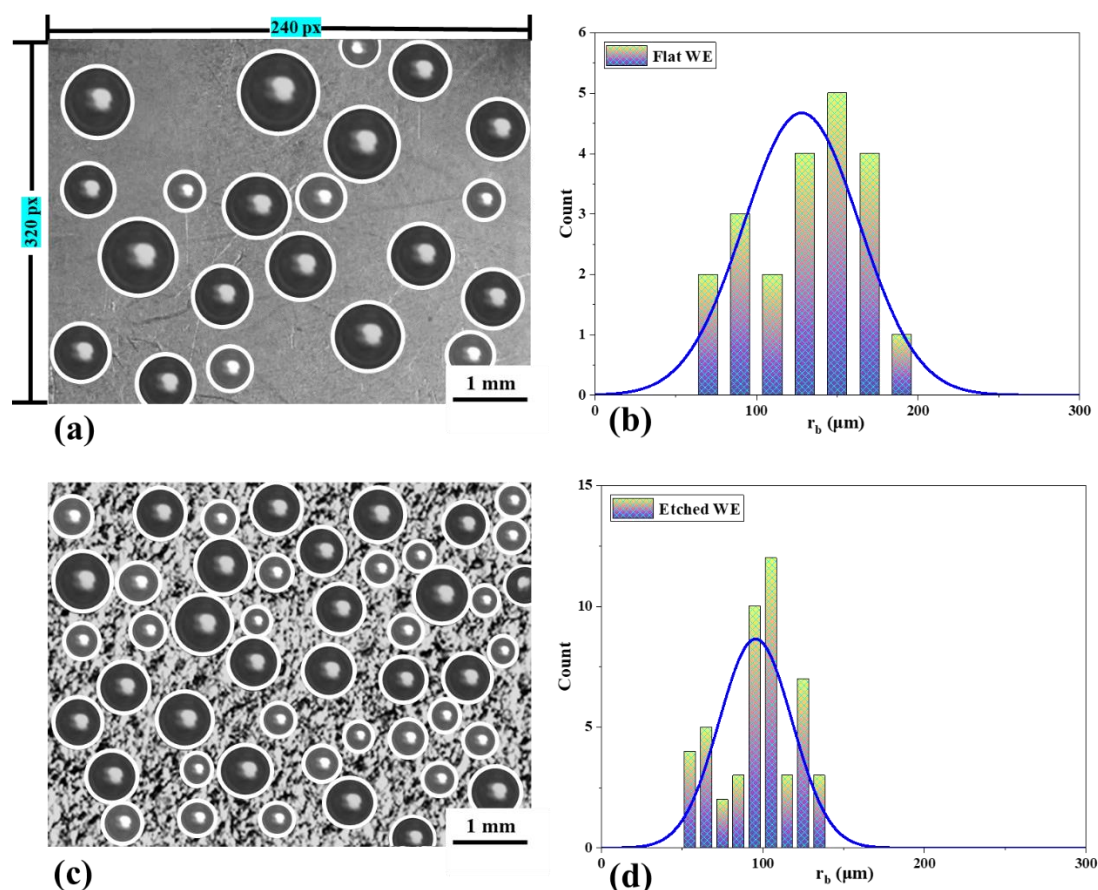 240 px
320 px
1 mm
(a)
6
5
4
3
2
1
0
Count
Flat WE
0
100
200
300
r_b (μm)
(b)
1 mm
(c)
15
10
5
0
Count
Etched WE
0
100
200
300
r_b (μm)
(d)